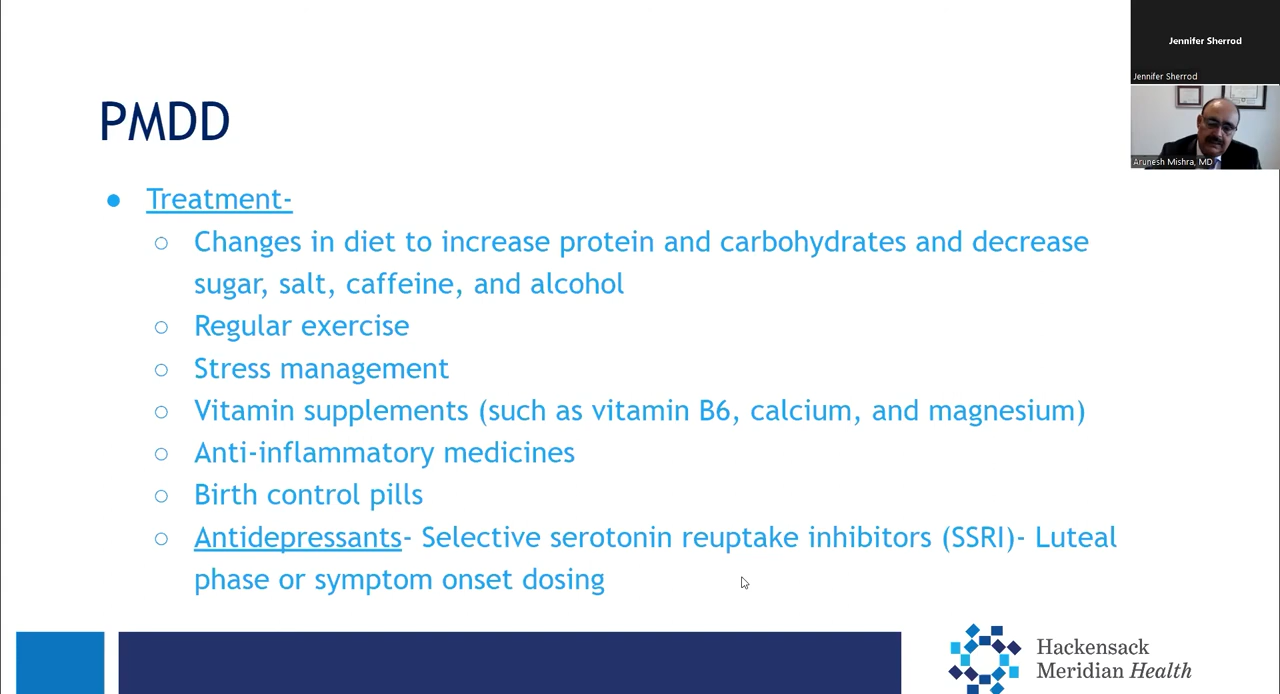 Jennifer Sherrod
Jennifer Sherrod
Arunesh Mishra, MD
PMDD
● Treatment-
○ Changes in diet to increase protein and carbohydrates and decrease
sugar, salt, caffeine, and alcohol
○ Regular exercise
○ Stress management
○ Vitamin supplements (such as vitamin B6, calcium, and magnesium)
○ Anti-inflammatory medicines
○ Birth control pills
○ Antidepressants- Selective serotonin reuptake inhibitors (SSRI)- Luteal
phase or symptom onset dosing
Hackensack
Meridian Health